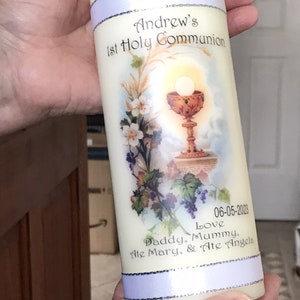 Andrew's
1st Holy Communion
06-05-2023
Love
Daddy, Mummy,
Ate Mary, & Ate Angela